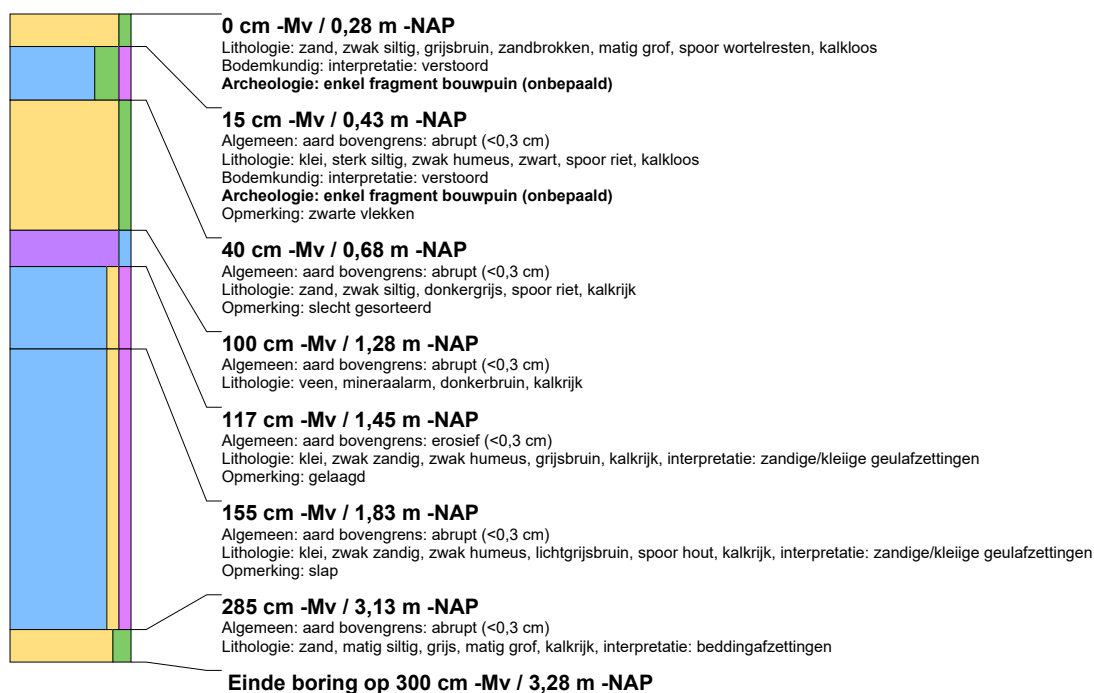 0 cm -Mv / 0,28 m -NAP
Lithologie: zand, zwak siltig, grijsbruin, zandbrokken, matig grof, spoor wortelresten, kalkloos
Bodemkundig: interpretatie: verstoord
Archeologie: enkel fragment bouwpuin (onbepaald)
15 cm -Mv / 0,43 m -NAP
Algemeen: aard bovengrens: abrupt (<0,3 cm)
Lithologie: klei, sterk siltig, zwak humeus, zwart, spoor riet, kalkloos
Bodemkundig: interpretatie: verstoord
Archeologie: enkel fragment bouwpuin (onbepaald)
Opmerking: zwarte vlekken
40 cm -Mv / 0,68 m -NAP
Algemeen: aard bovengrens: abrupt (<0,3 cm)
Lithologie: zand, zwak siltig, donkergrijs, spoor riet, kalkrijk
Opmerking: slecht gesorteerd
100 cm -Mv / 1,28 m -NAP
Algemeen: aard bovengrens: abrupt (<0,3 cm)
Lithologie: veen, mineraalarm, donkerbruin, kalkrijk
117 cm -Mv / 1,45 m -NAP
Algemeen: aard bovengrens: erosief (<0,3 cm)
Lithologie: klei, zwak zandig, zwak humeus, grijsbruin, kalkrijk, interpretatie: zandige/kleiige geulafzettingen
Opmerking: gelaagd
155 cm -Mv / 1,83 m -NAP
Algemeen: aard bovengrens: abrupt (<0,3 cm)
Lithologie: klei, zwak zandig, zwak humeus, lichtgrijsbruin, spoor hout, kalkrijk, interpretatie: zandige/kleiige geulafzettingen
Opmerking: slap
285 cm -Mv / 3,13 m -NAP
Algemeen: aard bovengrens: abrupt (<0,3 cm)
Lithologie: zand, matig siltig, grijs, matig grof, kalkrijk, interpretatie: beddingafzettingen
Einde boring op 300 cm -Mv / 3,28 m -NAP